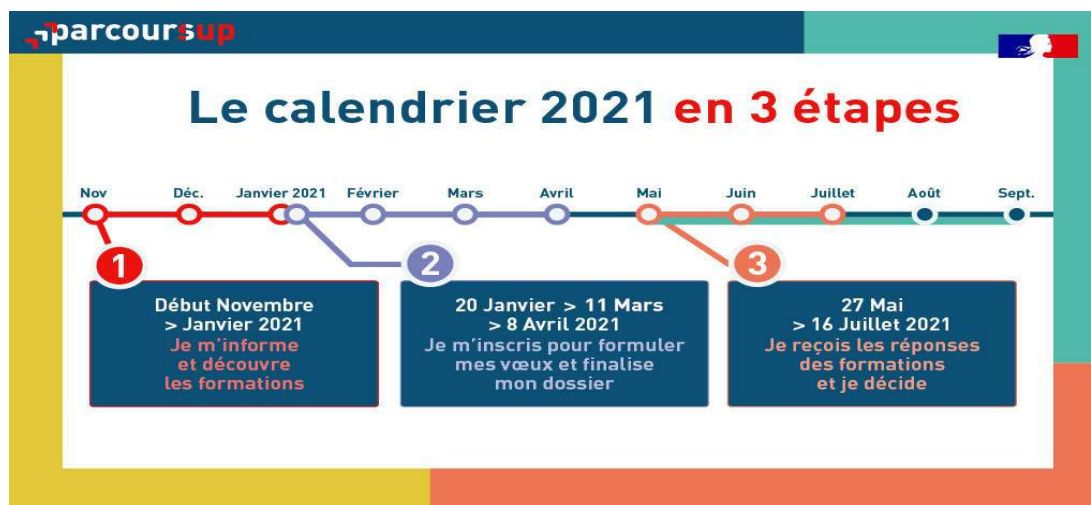 parcoursup
Le calendrier 2021 en 3 étapes
Nov Déc. Janvier 2021 Février Mars Avril Mai Juin Juillet Août Sept.
1
Début Novembre
> Janvier 2021
Je m'informe
et découvre
les formations
2
20 Janvier > 11 Mars
> 8 Avril 2021
Je m'inscris pour formuler
mes vœux et finalise
mon dossier
3
27 Mai
> 16 Juillet 2021
Je reçois les réponses
des formations
et je décide